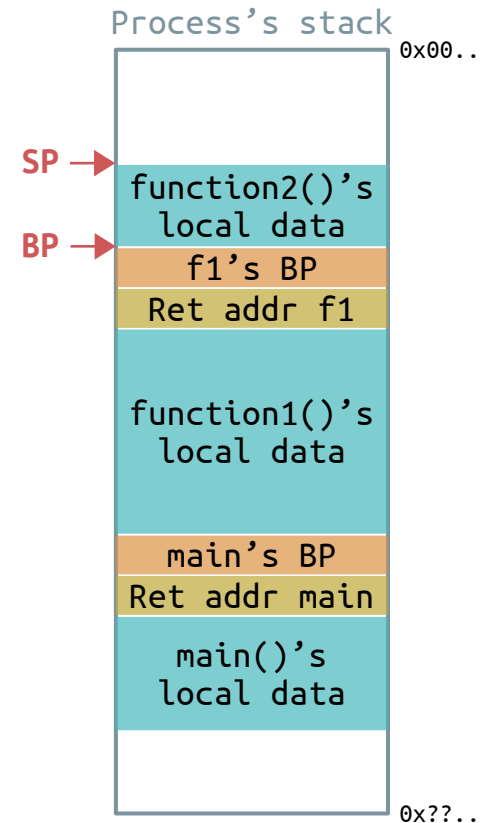 Process’s stack
0x00..
SP
function2()’s
local data
BP
f1’s BP
Ret addr f1
function1()’s
local data
main’s BP
Ret addr main
main()’s
local data
0x??..